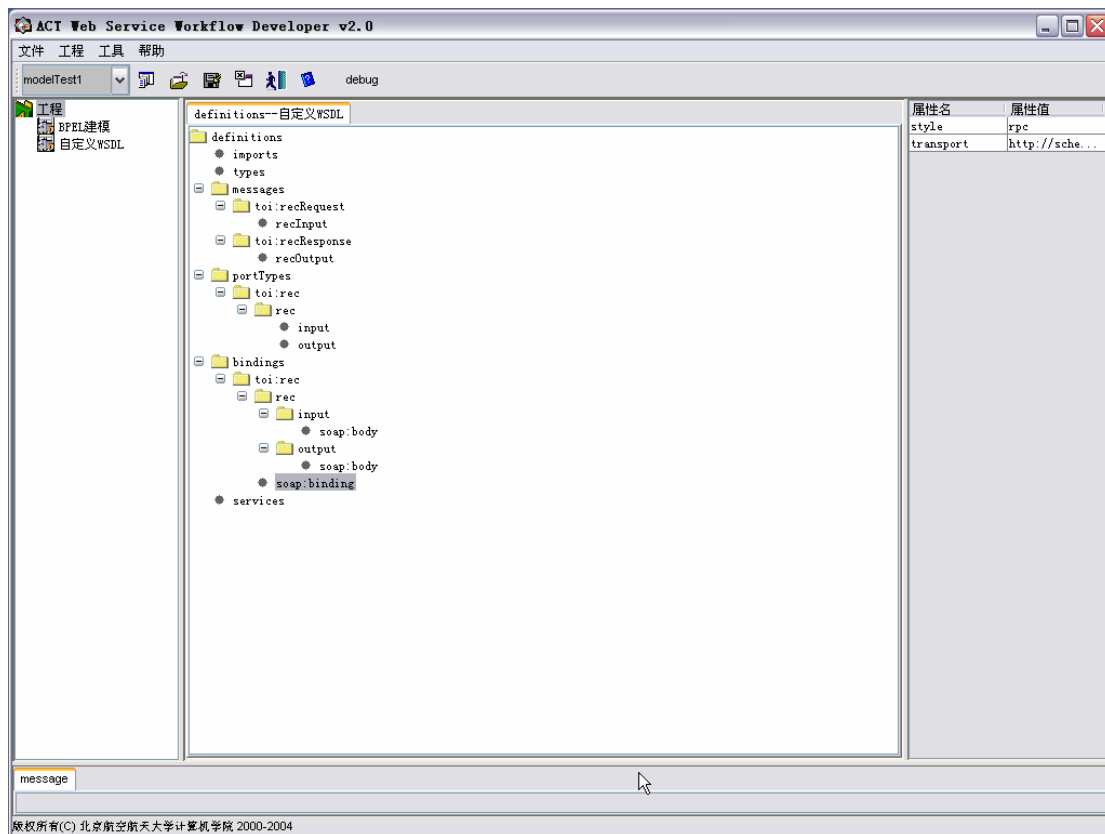 ACT Web Service Workflow Developer v2.0
文件 工程 工具 帮助
modelTest1 debug
工程
BPEL建模
自定义WSDL
definitions--自定义WSDL
definitions
imports
types
messages
toi:recRequest
recInput
toi:recResponse
recOutput
portTypes
toi:rec
rec
input
output
bindings
toi:rec
rec
input
soap:body
output
soap:body
soap:binding
services
属性名 属性值
style rpc
transport http://sche...
message
版权所有(C) 北京航空航天大学计算机学院 2000-2004